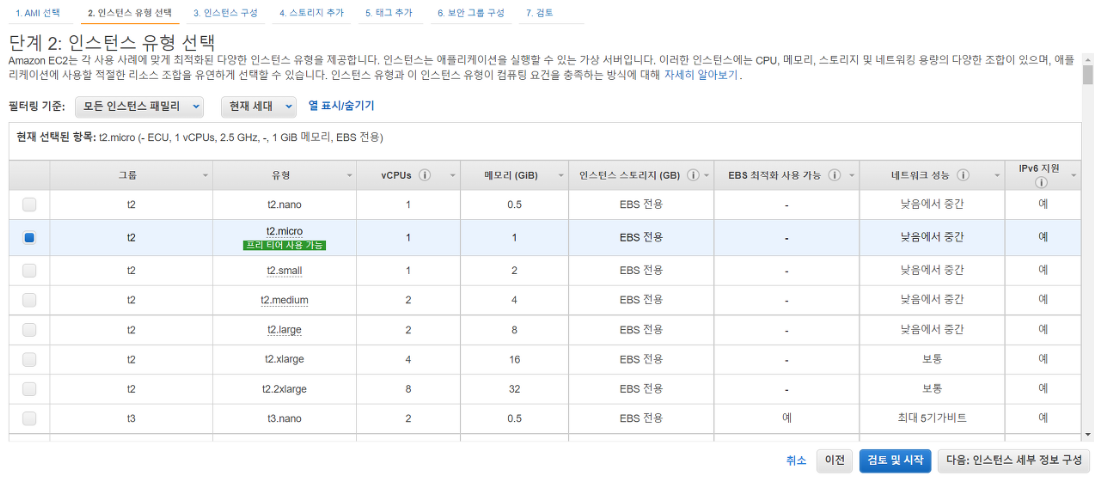 1. AMI 선택 2. 인스턴스 유형 선택 3. 인스턴스 구성 4. 스토리지 추가 5. 태그 추가 6. 보안 그룹 구성 7. 검토
단계 2: 인스턴스 유형 선택
Amazon EC2는 각 사용 사례에 맞게 최적화된 다양한 인스턴스 유형을 제공합니다. 인스턴스는 애플리케이션을 실행할 수 있는 가상 서버입니다. 이러한 인스턴스에는 CPU, 메모리, 스토리지 및 네트워킹 용량의 다양한 조합이 있으며, 애플
리케이션에 사용할 적절한 리소스 조합을 유연하게 선택할 수 있습니다. 인스턴스 유형과 이 인스턴스 유형이 컴퓨팅 요건을 충족하는 방식에 대해 자세히 알아보기.
필터링 기준: 모든 인스턴스 패밀리 현재 세대 열 표시/숨기기
현재 선택된 항목: t2.micro (- ECU, 1 vCPUs, 2.5 GHz, -, 1 GiB 메모리, EBS 전용)
그룹 유형 vCPUs 메모리 (GiB) 인스턴스 스토리지 (GB) EBS 최적화 사용 가능 네트워크 성능 IPv6 지원
t2 t2.nano 1 0.5 EBS 전용 - 낮음에서 중간 예
t2 t2.micro 1 1 EBS 전용 - 낮음에서 중간 예
프리 티어 사용 가능
t2 t2.small 1 2 EBS 전용 - 낮음에서 중간 예
t2 t2.medium 2 4 EBS 전용 - 낮음에서 중간 예
t2 t2.large 2 8 EBS 전용 - 낮음에서 중간 예
t2 t2.xlarge 4 16 EBS 전용 - 보통 예
t2 t2.2xlarge 8 32 EBS 전용 - 보통 예
t3 t3.nano 2 0.5 EBS 전용 예 최대 5기가비트 예
취소 이전 검토 및 시작 다음: 인스턴스 세부 정보 구성